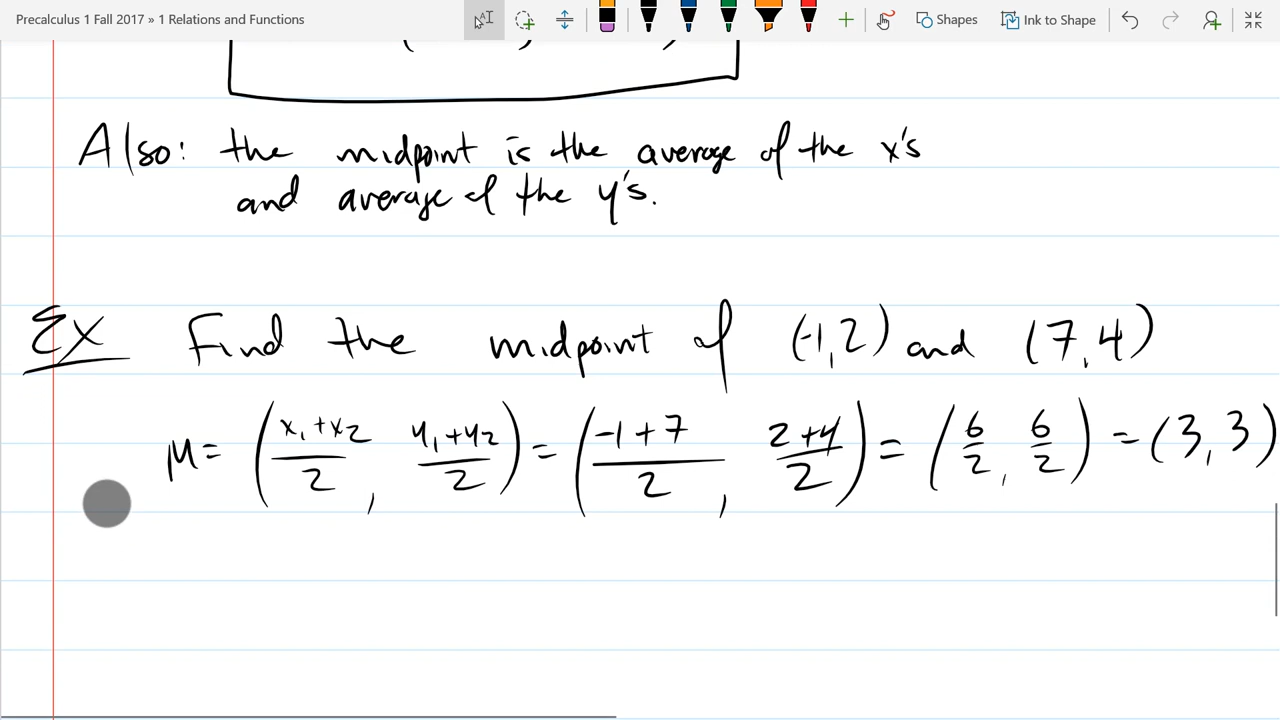 Precalculus 1 Fall 2017 » 1 Relations and Functions
Shapes
Ink to Shape
Also: the midpoint is the average of the x's
and average of the y's.
Ex Find the midpoint of (-1,2) and (7,4)
M = (x₁+x₂/2, y₁+y₂/2) = (-1+7/2, 2+4/2) = (6/2, 6/2) = (3,3)